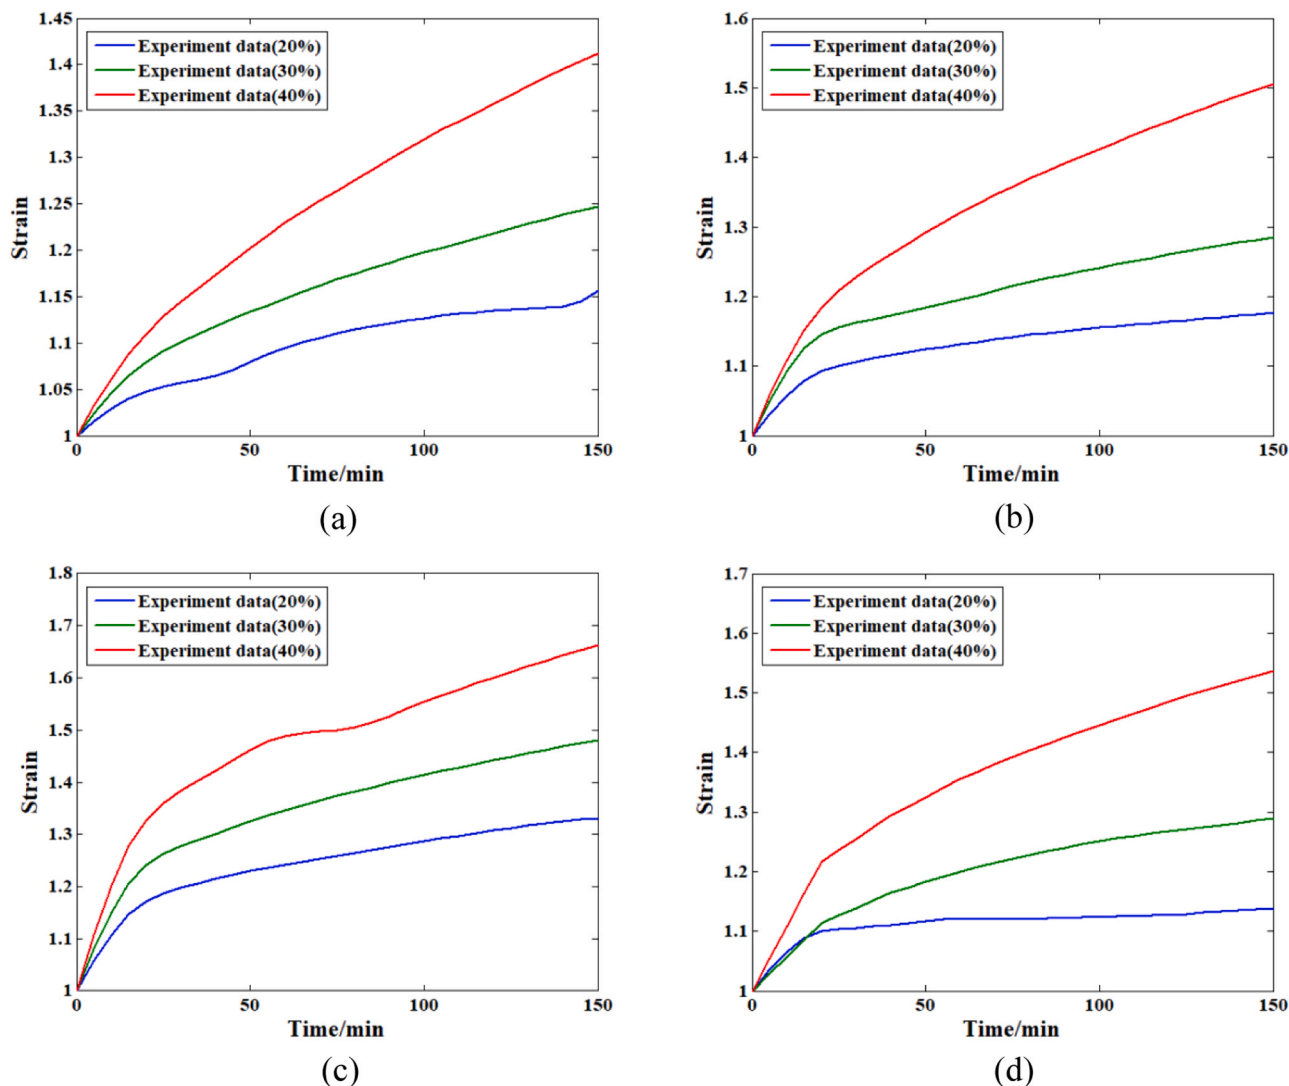 1.45
1.4
1.35
1.3
1.25
1.2
1.15
1.1
1.05
1
0
50
100
150
Strain
Time/min
Experiment data(20%)
Experiment data(30%)
Experiment data(40%)
(a)
1.6
1.5
1.4
1.3
1.2
1.1
1
0
50
100
150
Strain
Time/min
Experiment data(20%)
Experiment data(30%)
Experiment data(40%)
(b)
1.8
1.7
1.6
1.5
1.4
1.3
1.2
1.1
1
0
50
100
150
Strain
Time/min
Experiment data(20%)
Experiment data(30%)
Experiment data(40%)
(c)
1.7
1.6
1.5
1.4
1.3
1.2
1.1
1
0
50
100
150
Strain
Time/min
Experiment data(20%)
Experiment data(30%)
Experiment data(40%)
(d)